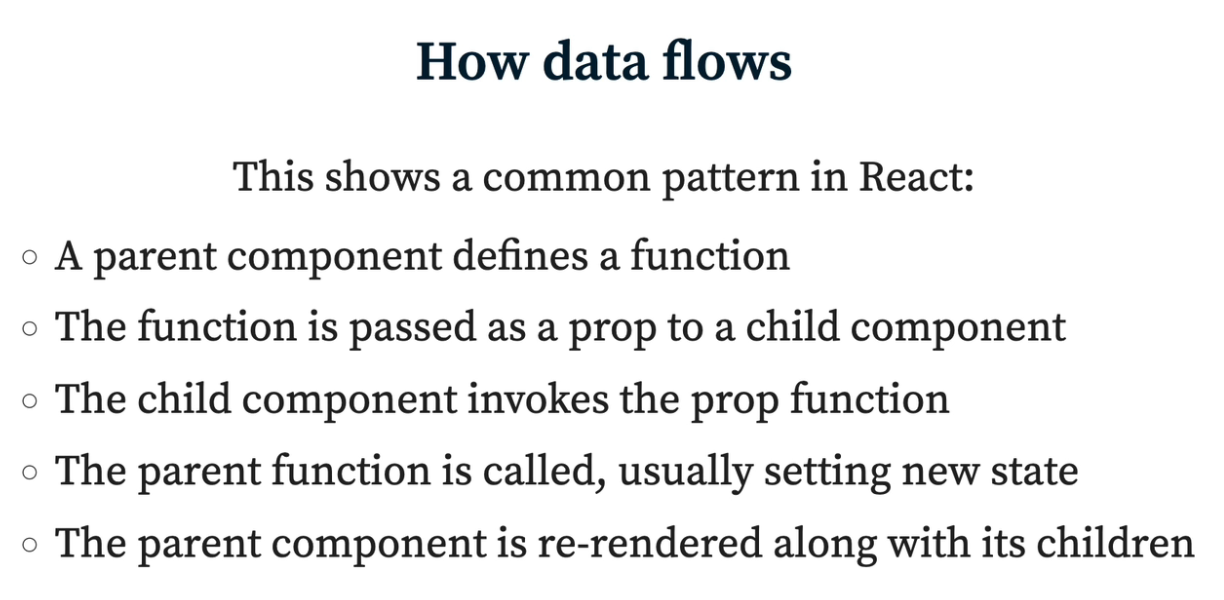 How data flows
This shows a common pattern in React:
○ A parent component defines a function
○ The function is passed as a prop to a child component
○ The child component invokes the prop function
○ The parent function is called, usually setting new state
○ The parent component is re-rendered along with its children